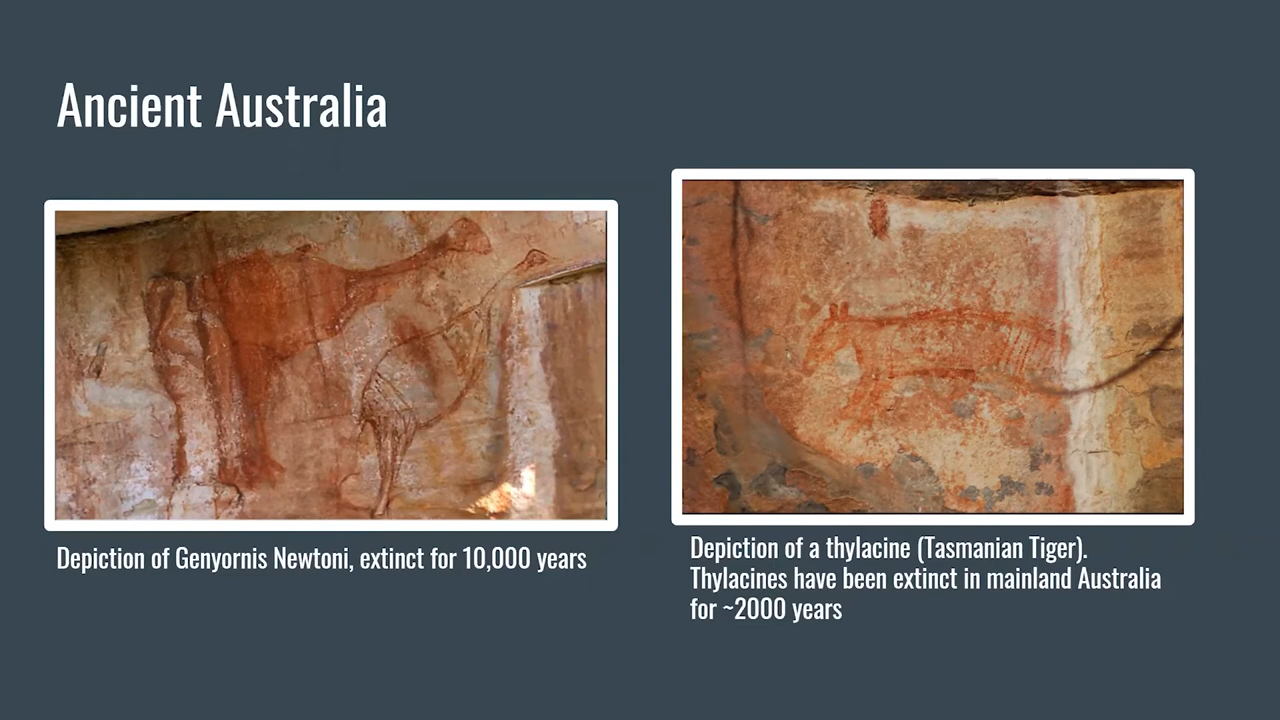 Ancient Australia
Depiction of Genyornis Newtoni, extinct for 10,000 years
Depiction of a thylacine (Tasmanian Tiger).
Thylacines have been extinct in mainland Australia
for ~2000 years